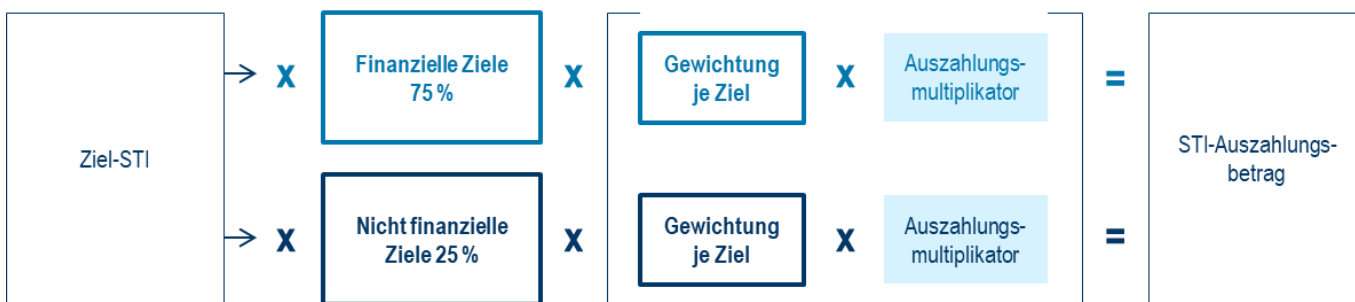 Ziel-STI
x
Finanzielle Ziele
75 %
x
Gewichtung
je Ziel
x
Auszahlungs-
multiplikator
=
x
Nicht finanzielle
Ziele 25 %
x
Gewichtung
je Ziel
x
Auszahlungs-
multiplikator
=
STI-Auszahlungs-
betrag